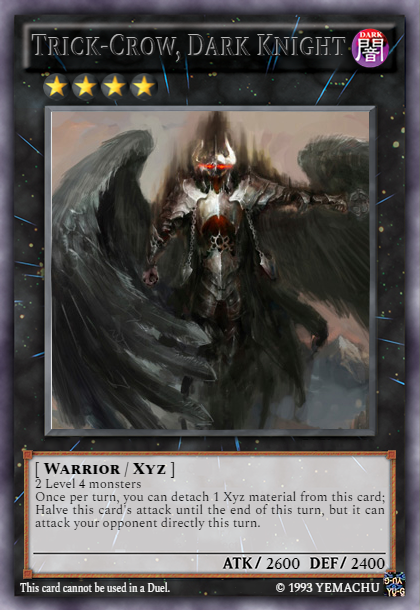 Trick-Crow, Dark Knight
DARK
闇
[ Warrior / Xyz ]
2 Level 4 monsters
Once per turn, you can detach 1 Xyz material from this card;
Halve this card's attack until the end of this turn, but it can
attack your opponent directly this turn.
ATK / 2600 DEF / 2400
This card cannot be used in a Duel.
© 1993 YEMACHU